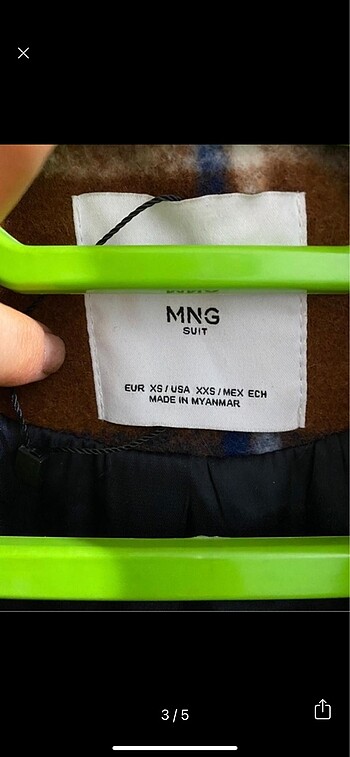 MNG
SUIT
EUR XS / USA XXS / MEX ECH
MADE IN MYANMAR
3 / 5